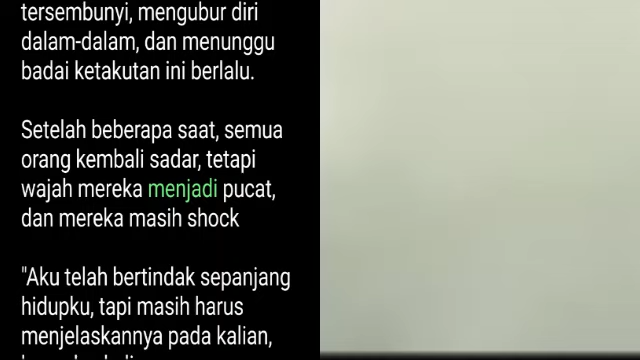 tersembunyi, mengubur diri
dalam-dalam, dan menunggu
badai ketakutan ini berlalu.
Setelah beberapa saat, semua
orang kembali sadar, tetapi
wajah mereka menjadi pucat,
dan mereka masih shock
"Aku telah bertindak sepanjang
hidupku, tapi masih harus
menjelaskannya pada kalian,